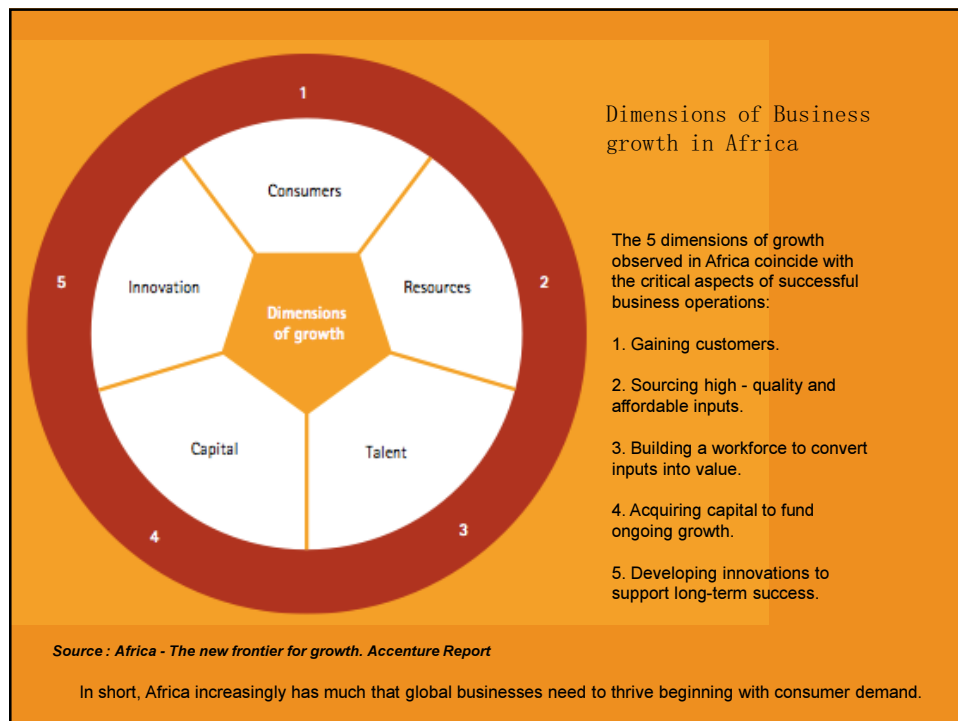 Dimensions of Business
growth in Africa
1
Consumers
2
Resources
3
Talent
4
Capital
5
Innovation
Dimensions
of growth
The 5 dimensions of growth
observed in Africa coincide with
the critical aspects of successful
business operations:
1. Gaining customers.
2. Sourcing high - quality and
affordable inputs.
3. Building a workforce to convert
inputs into value.
4. Acquiring capital to fund
ongoing growth.
5. Developing innovations to
support long-term success.
Source : Africa - The new frontier for growth. Accenture Report
In short, Africa increasingly has much that global businesses need to thrive beginning with consumer demand.